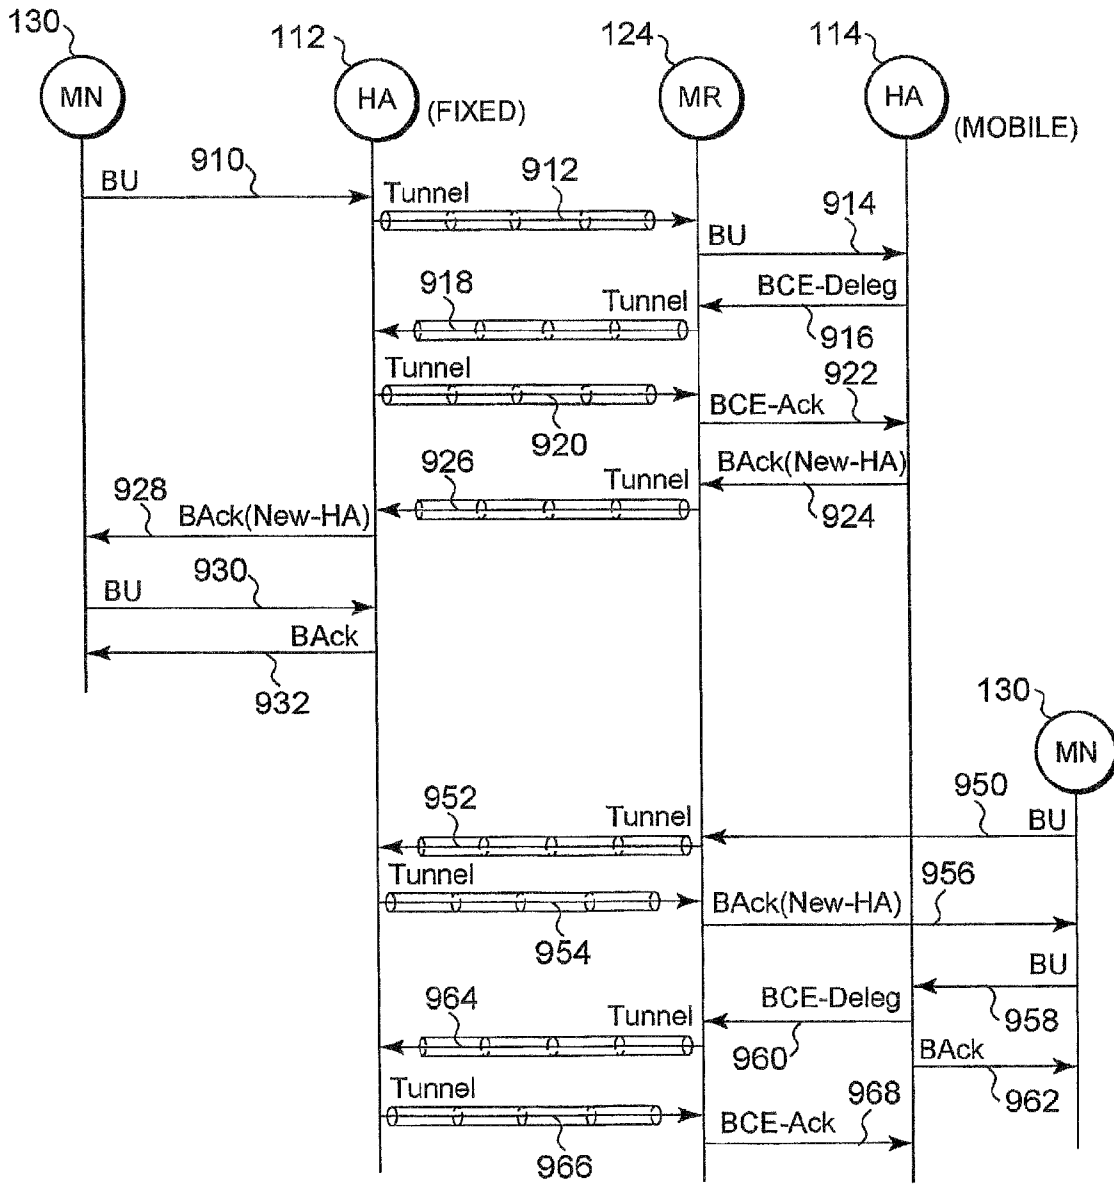 130
112
124
114
MN
HA
(FIXED)
MR
HA
(MOBILE)
910
BU
Tunnel
912
914
BU
918
Tunnel
BCE-Deleg
916
Tunnel
922
920
BCE-Ack
926
Tunnel
BAck(New-HA)
924
928
BAck(New-HA)
930
BU
BAck
932
130
MN
952
Tunnel
950
BU
Tunnel
954
956
BAck(New-HA)
BU
958
964
Tunnel
BCE-Deleg
960
BAck
962
Tunnel
966
968
BCE-Ack